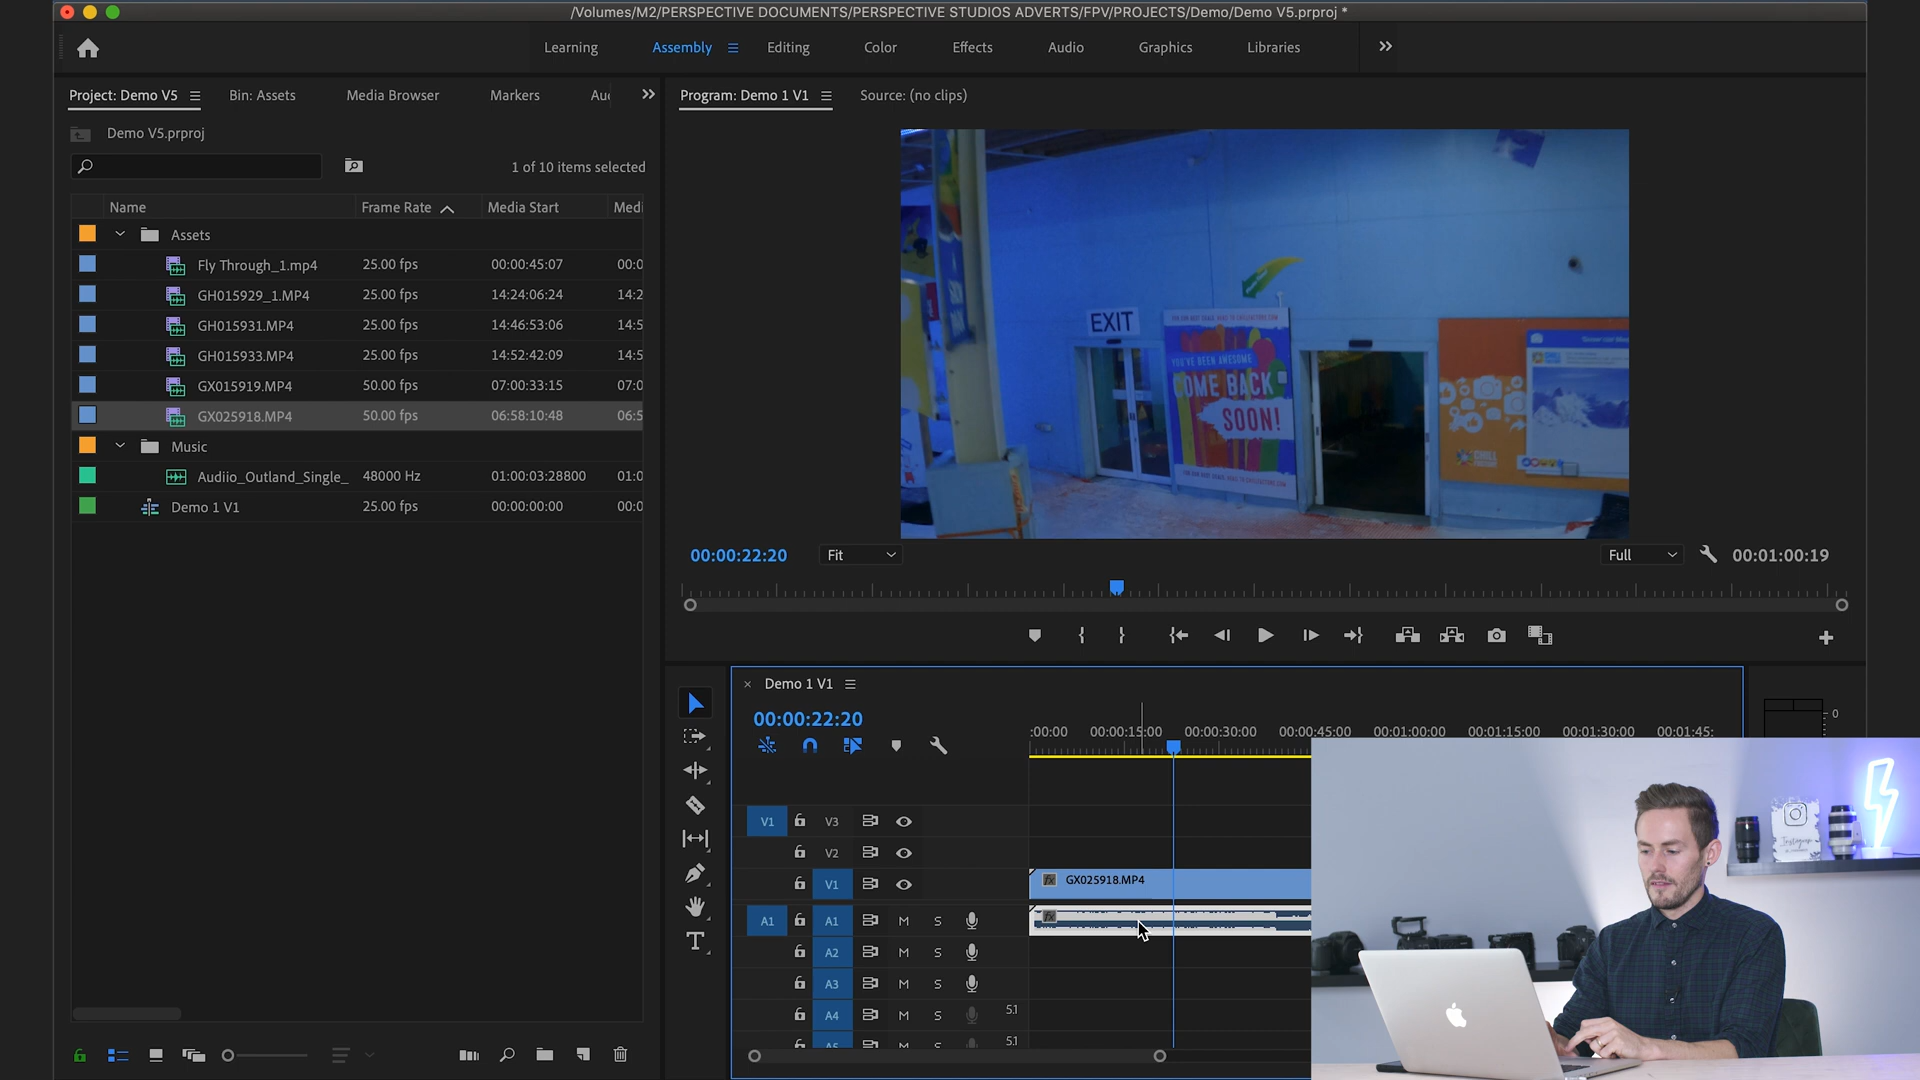 /Volumes/M2/PERSPECTIVE DOCUMENTS/PERSPECTIVE STUDIOS ADVERTS/FPV/PROJECTS/Demo/Demo V5.prproj *
Learning Assembly Editing Color Effects Audio Graphics Libraries
Project: Demo V5 Bin: Assets Media Browser Markers Au
Program: Demo 1 V1 Source: (no clips)
Demo V5.prproj
1 of 10 items selected
Name Frame Rate Media Start Medi
Assets
Fly Through_1.mp4 25.00 fps 00:00:45:07 00:0
GH015929_1.MP4 25.00 fps 14:24:06:24 14:2
GH015931.MP4 25.00 fps 14:46:53:06 14:5
GH015933.MP4 25.00 fps 14:52:42:09 14:5
GX015919.MP4 50.00 fps 07:00:33:15 07:0
GX025918.MP4 50.00 fps 06:58:10:48 06:5
Music
Audiio_Outland_Single_ 48000 Hz 01:00:03:28800 01:0
Demo 1 V1 25.00 fps 00:00:00:00 00:0
EXIT
YOU'VE BEEN AWESOME
COME BACK
SOON!
00:00:22:20 Fit Full 00:01:00:19
Demo 1 V1
00:00:22:20
:00:00 00:00:15:00 00:00:30:00 00:00:45:00 00:01:00:00 00:01:15:00 00:01:30:00 00:01:45:
0
V1 V3
V2
V1 fx GX025918.MP4
A1 A1 M S fx
A2 M S
A3 M S
A4 M S 5.1
A5 5.1
T
Instagram